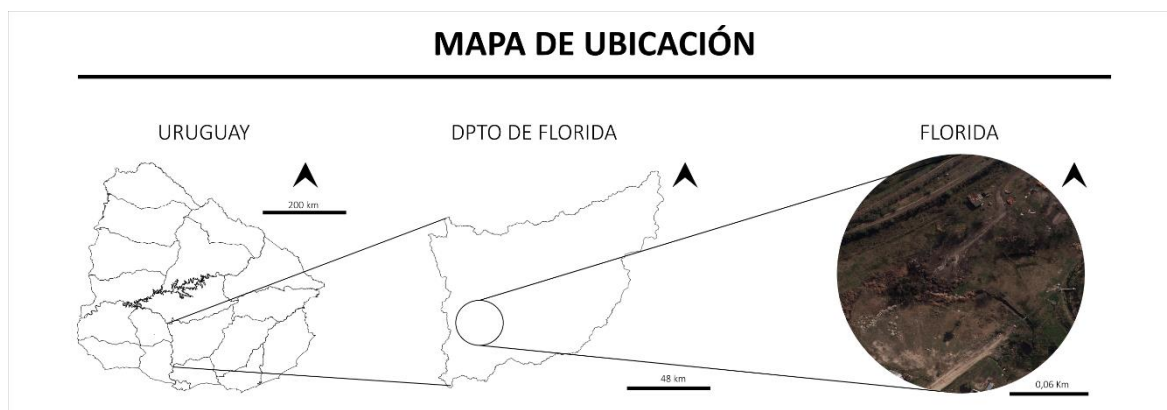 MAPA DE UBICACIÓN
URUGUAY
DPTO DE FLORIDA
FLORIDA
200 km
48 km
0,06 Km